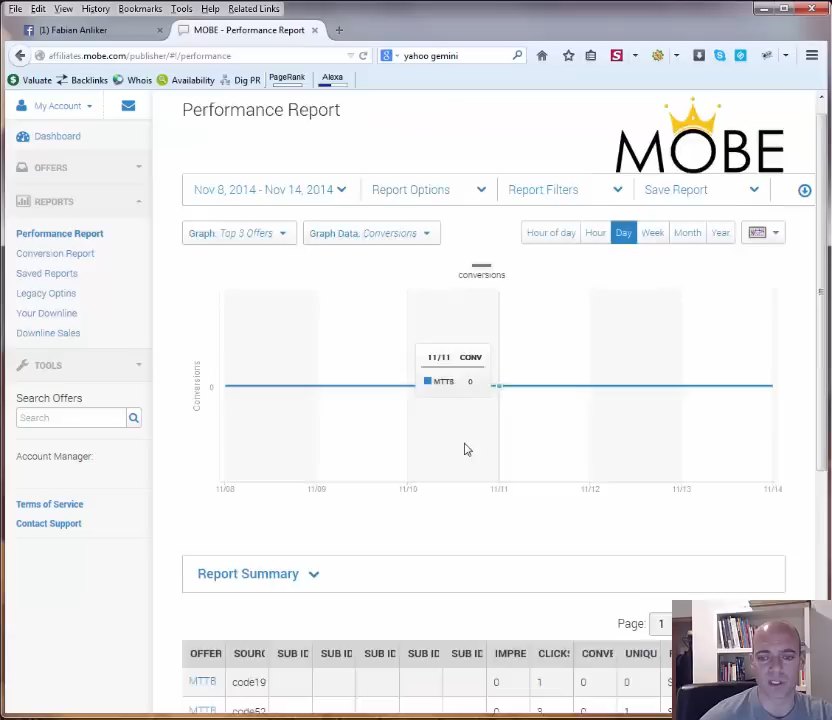 File Edit View History Bookmarks Tools Help Related Links
(1) Fabian Anliker
MOBE - Performance Report
affiliates.mobe.com/publisher/#!/performance
yahoo gemini
Valuate Backlinks Whois Availability Dig PR PageRank Alexa
My Account
Dashboard
OFFERS
REPORTS
Performance Report
Conversion Report
Saved Reports
Legacy Optins
Your Downline
Downline Sales
TOOLS
Search Offers
Search
Account Manager:
Terms of Service
Contact Support
Performance Report
MOBE
Nov 8, 2014 - Nov 14, 2014 Report Options Report Filters Save Report
Graph: Top 3 Offers Graph Data: Conversions Hour of day Hour Day Week Month Year
conversions
Conversions
0
11/11 CONV
MTTB 0
11/08 11/09 11/10 11/11 11/12 11/13 11/14
Report Summary
Page: 1
OFFER SOURC SUB ID SUB ID SUB ID SUB ID SUB ID IMPRE CLICKS CONVE UNIQU
MTTB code19 0 1 0 0
MTTB code52